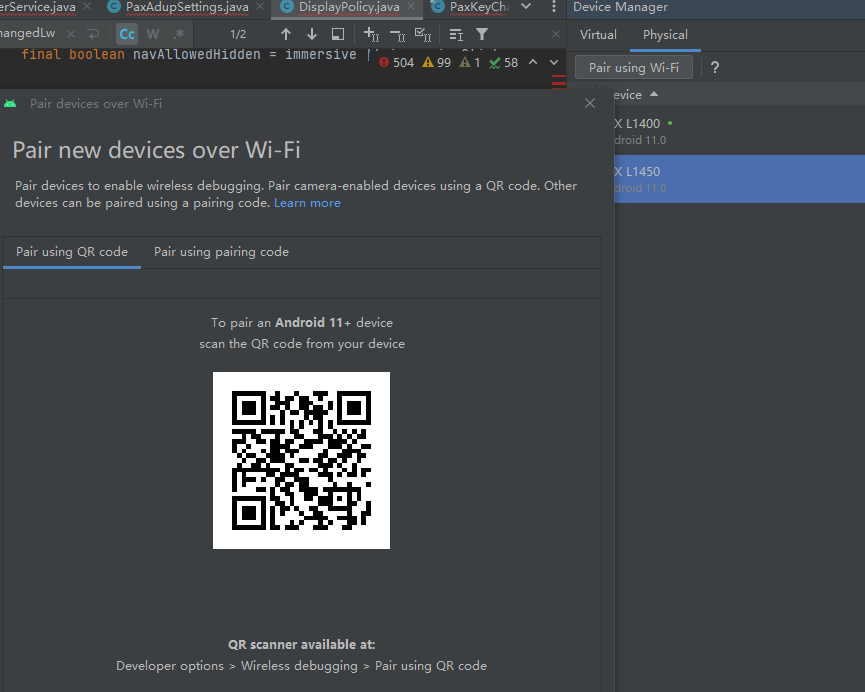 erService.java
PaxAdupSettings.java
DisplayPolicy.java
PaxKeyCha
Device Manager
hangedLw
Cc
W
.*
1/2
Virtual
Physical
final boolean navAllowedHidden = immersive
504
99
1
58
Pair using Wi-Fi
?
evice
Pair devices over Wi-Fi
X L1400
droid 11.0
Pair new devices over Wi-Fi
X L1450
droid 11.0
Pair devices to enable wireless debugging. Pair camera-enabled devices using a QR code. Other
devices can be paired using a pairing code. Learn more
Pair using QR code
Pair using pairing code
To pair an Android 11+ device
scan the QR code from your device
QR scanner available at:
Developer options > Wireless debugging > Pair using QR code